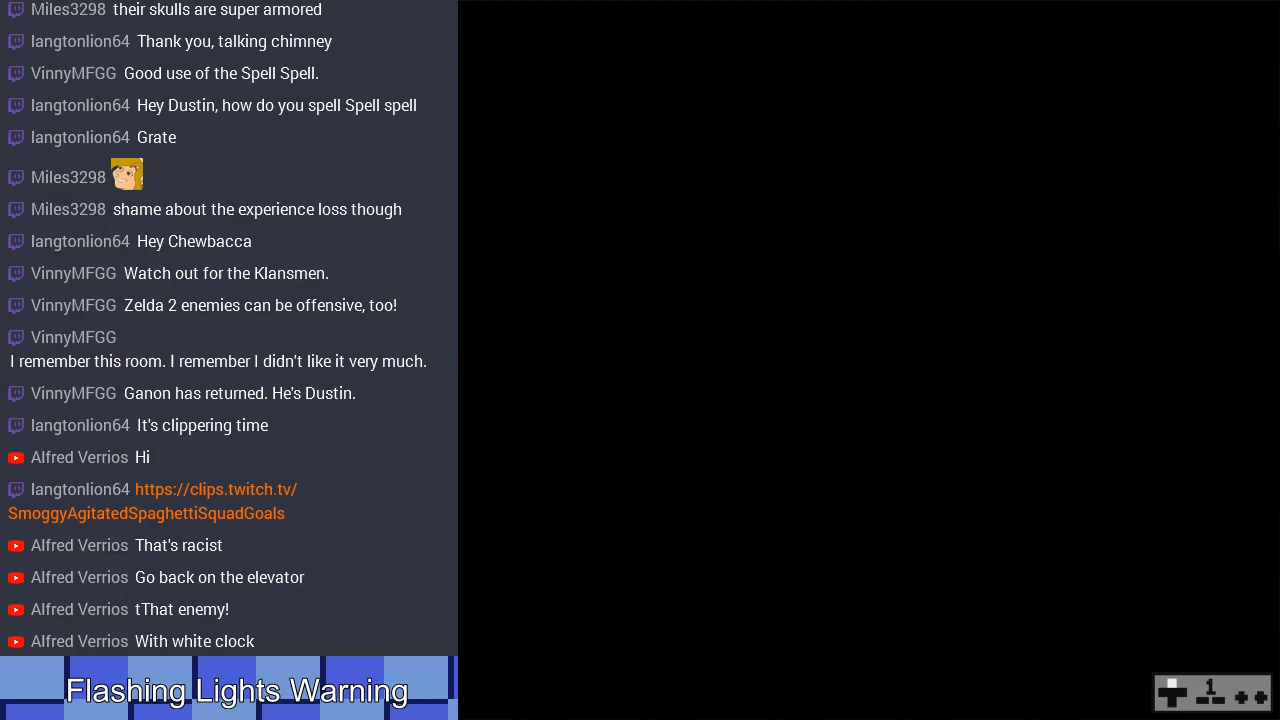 Miles3298 their skulls are super armored
langtonlion64 Thank you, talking chimney
VinnyMFGG Good use of the Spell Spell.
langtonlion64 Hey Dustin, how do you spell Spell spell
langtonlion64 Grate
Miles3298
Miles3298 shame about the experience loss though
langtonlion64 Hey Chewbacca
VinnyMFGG Watch out for the Klansmen.
VinnyMFGG Zelda 2 enemies can be offensive, too!
VinnyMFGG
I remember this room. I remember I didn't like it very much.
VinnyMFGG Ganon has returned. He's Dustin.
langtonlion64 It's clippering time
Alfred Verrios Hi
langtonlion64 https://clips.twitch.tv/
SmoggyAgitatedSpaghettiSquadGoals
Alfred Verrios That's racist
Alfred Verrios Go back on the elevator
Alfred Verrios tThat enemy!
Alfred Verrios With white clock
Flashing Lights Warning
1